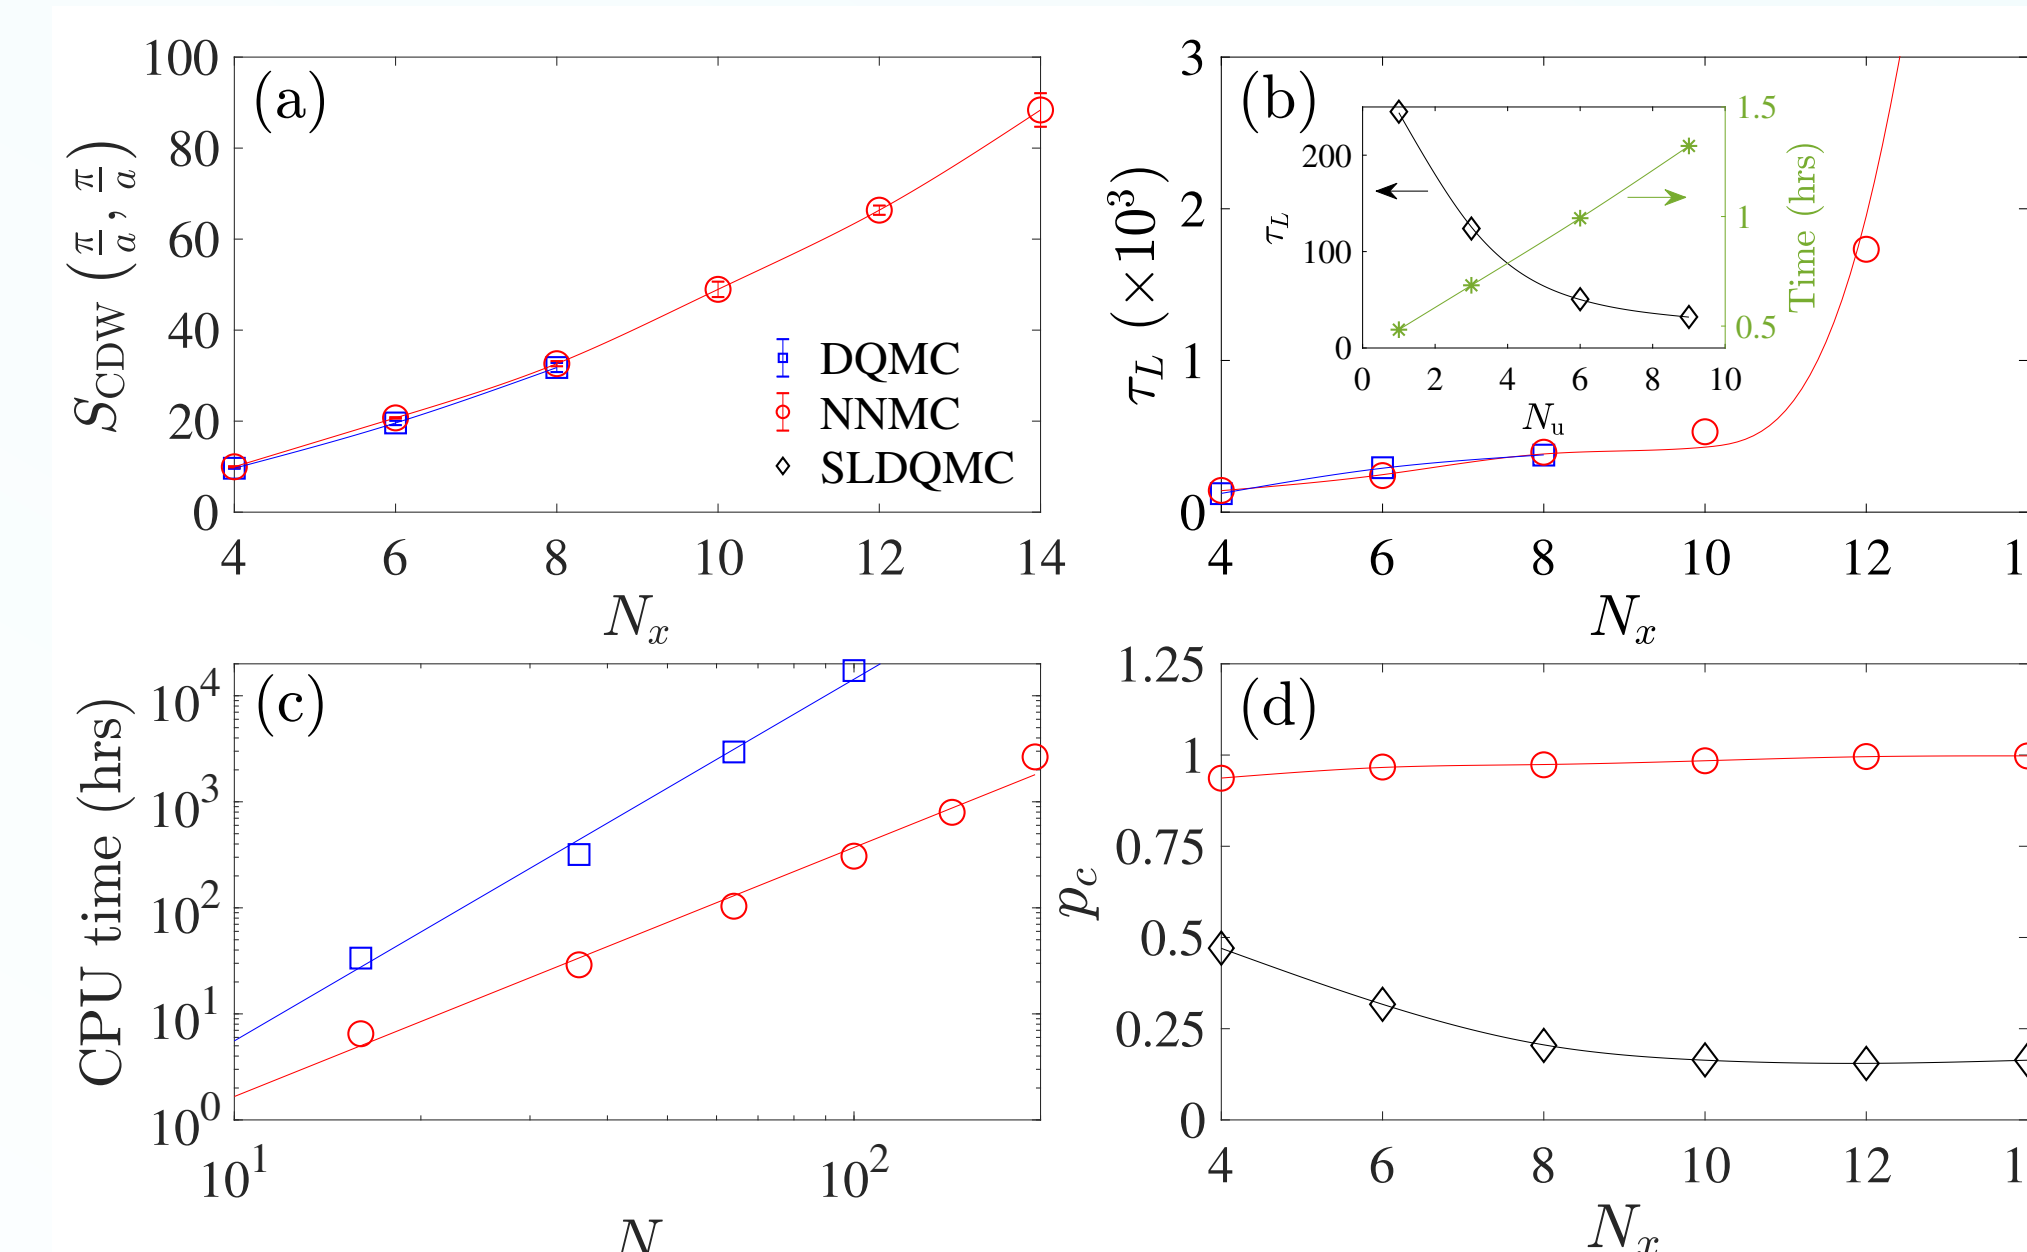 (a)
100
80
60
40
20
0
S_CDW (π/a, π/a)
DQMC
NNMC
SLDQMC
4 6 8 10 12 14
N_x
(b)
3
2
1
0
τ_L (×10^3)
200
100
0
τ_L
1.5
1
0.5
Time (hrs)
0 2 4 6 8 10
N_u
4 6 8 10 12 1
N_x
(c)
10^4
10^3
10^2
10^1
10^0
CPU time (hrs)
10^1 10^2
N
(d)
1.25
1
0.75
0.5
0.25
0
p_c
4 6 8 10 12 1
N_x